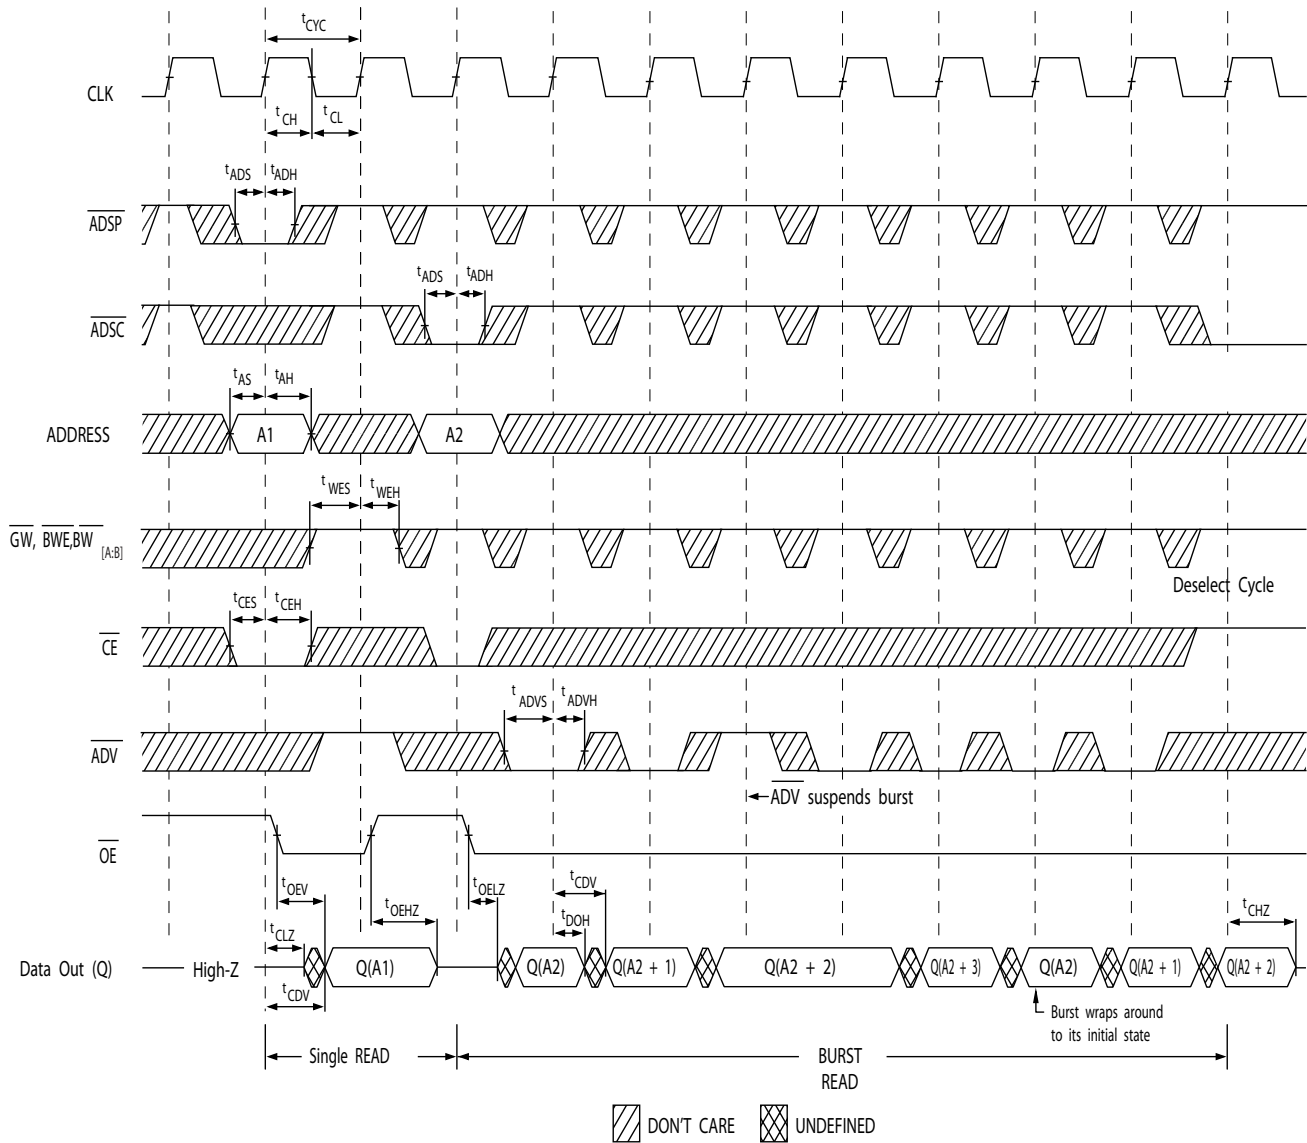 tCYC
CLK
tCH
tCL
tADS
tADH
ADSP
tADS
tADH
ADSC
tAS
tAH
ADDRESS
A1
A2
tWES
tWEH
GW, BWE,BW [A:B]
Deselect Cycle
tCES
tCEH
CE
tADVS
tADVH
ADV
ADV suspends burst
OE
tOEV
tOEHZ
tOELZ
tCDV
tDOH
tCHZ
tCLZ
Data Out (Q)
High-Z
Q(A1)
Q(A2)
Q(A2 + 1)
Q(A2 + 2)
Q(A2 + 3)
Q(A2)
Q(A2 + 1)
Q(A2 + 2)
tCDV
Burst wraps around
to its initial state
Single READ
BURST
READ
DON'T CARE
UNDEFINED